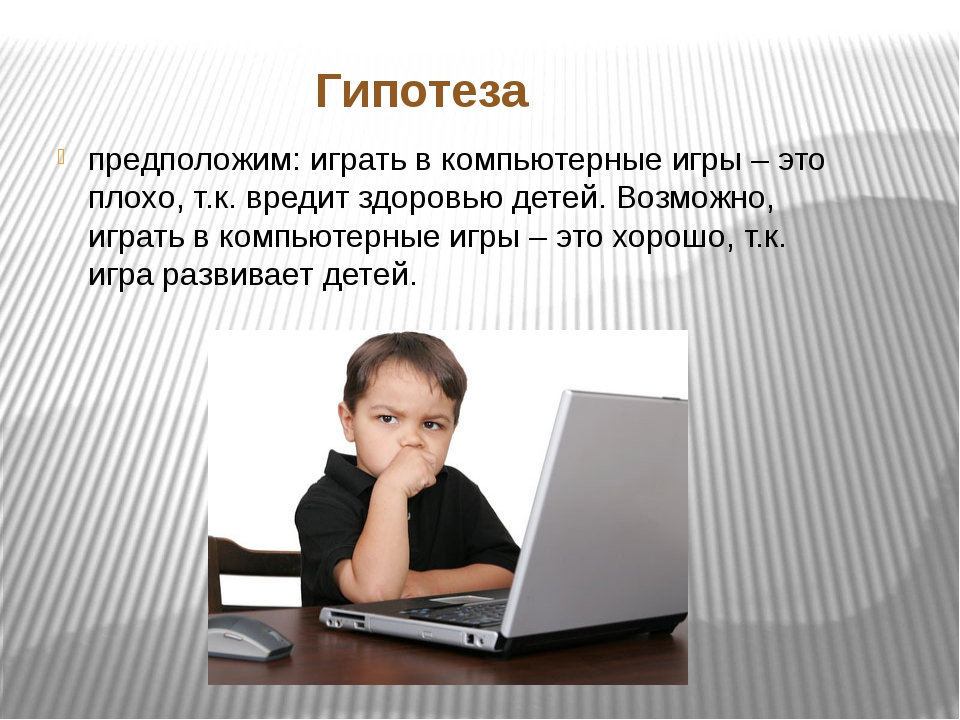 Гипотеза
предположим: играть в компьютерные игры – это
плохо, т.к. вредит здоровью детей. Возможно,
играть в компьютерные игры – это хорошо, т.к.
игра развивает детей.